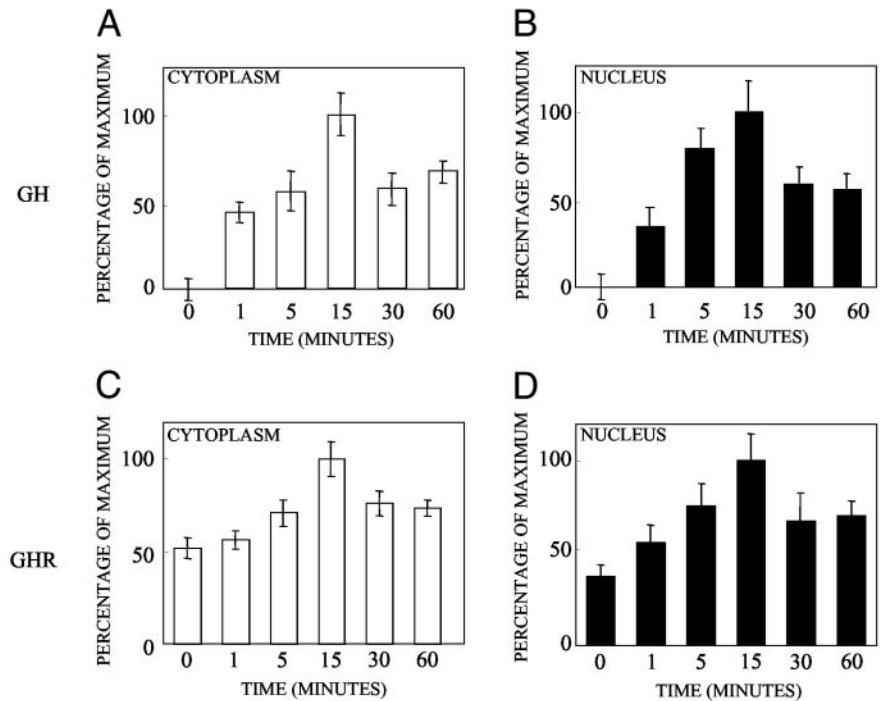 A
B
PERCENTAGE OF MAXIMUM
CYTOPLASM
100
50
0
0 1 5 15 30 60
TIME (MINUTES)
PERCENTAGE OF MAXIMUM
NUCLEUS
100
50
0
0 1 5 15 30 60
TIME (MINUTES)
GH
C
D
PERCENTAGE OF MAXIMUM
CYTOPLASM
100
50
0
0 1 5 15 30 60
TIME (MINUTES)
PERCENTAGE OF MAXIMUM
NUCLEUS
100
50
0
0 1 5 15 30 60
TIME (MINUTES)
GHR